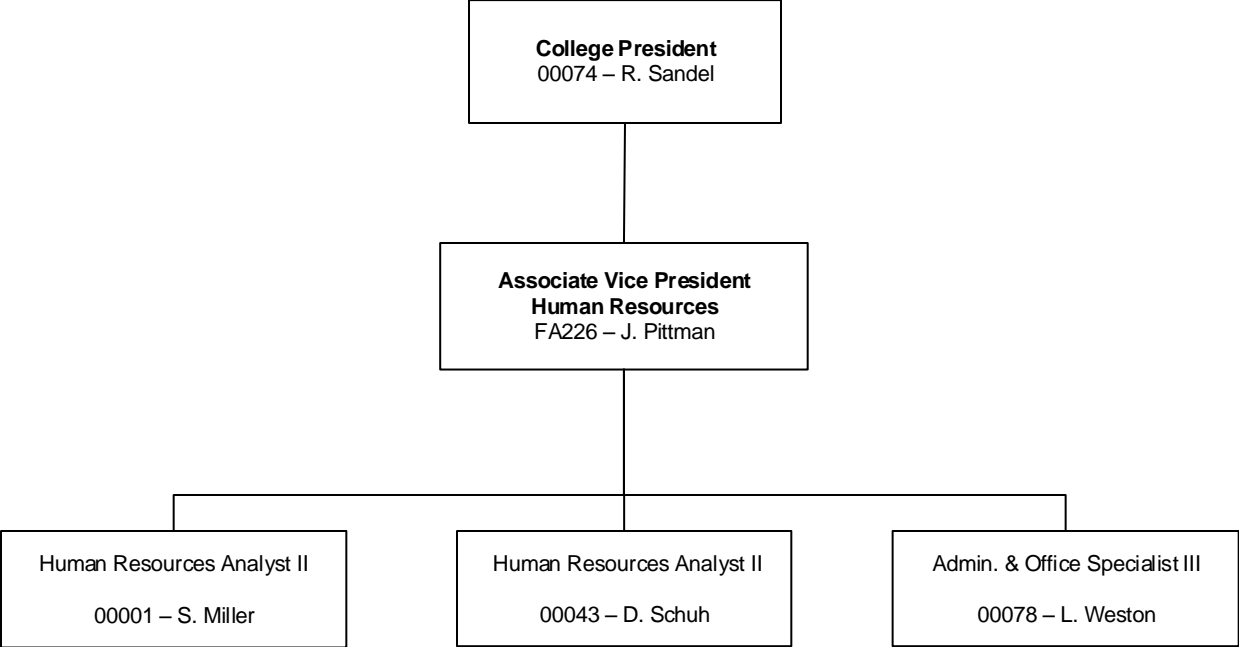 College President
00074 – R. Sandel
Associate Vice President
Human Resources
FA226 – J. Pittman
Human Resources Analyst II
00001 – S. Miller
Human Resources Analyst II
00043 – D. Schuh
Admin. & Office Specialist III
00078 – L. Weston